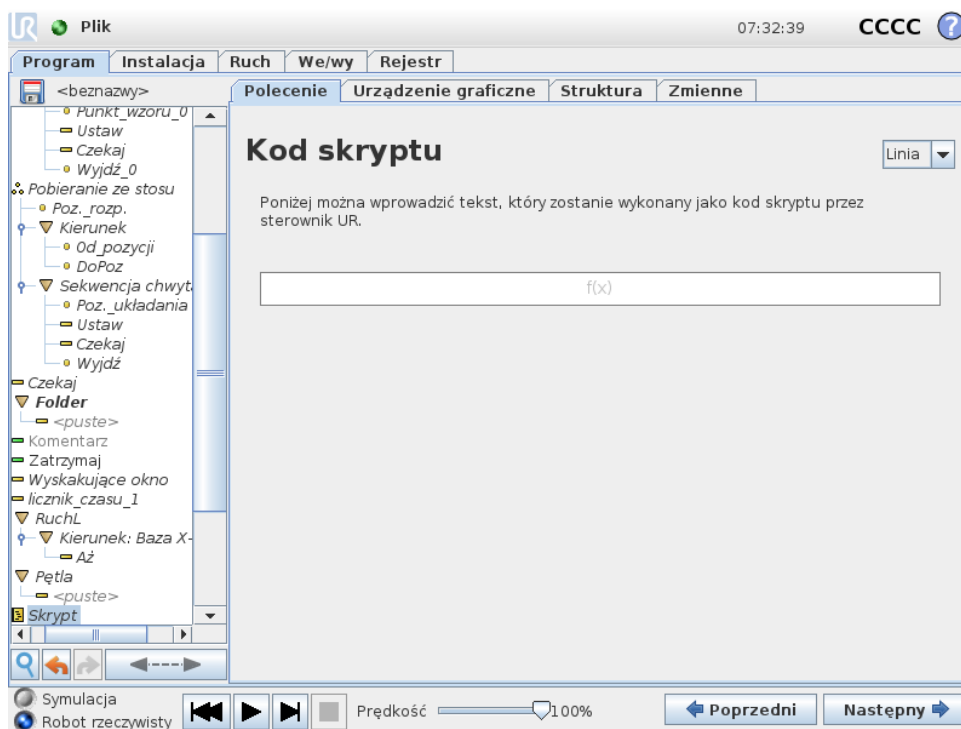 UR Plik 07:32:39 CCCC ?
Program Instalacja Ruch We/wy Rejestr
<beznazwy> Polecenie Urządzenie graficzne Struktura Zmienne
Punkt_wzoru_0
Ustaw
Czekaj
Wyjdź_0
Pobieranie ze stosu
Poz._rozp.
Kierunek
Od_pozycji
DoPoz
Sekwencja chwyt
Poz._układania
Ustaw
Czekaj
Wyjdź
Czekaj
Folder
<puste>
Komentarz
Zatrzymaj
Wyskakujące okno
licznik_czasu_1
RuchL
Kierunek: Baza X-
Aż
Pętla
<puste>
Skrypt
Kod skryptu
Linia
Poniżej można wprowadzić tekst, który zostanie wykonany jako kod skryptu przez
sterownik UR.
f(x)
Symulacja
Robot rzeczywisty
Prędkość 100%
Poprzedni Następny